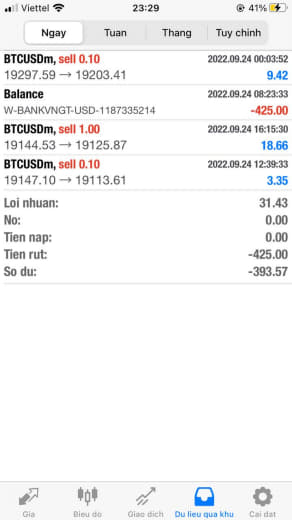 Viettel 23:29 41%
Ngay Tuan Thang Tuy chinh
BTCUSDm, sell 0.10 2022.09.24 00:03:52
19297.59 → 19203.41 9.42
Balance 2022.09.24 08:23:33
W-BANKVNGT-USD-1187335214 -425.00
BTCUSDm, sell 1.00 2022.09.24 16:15:30
19144.53 → 19125.87 18.66
BTCUSDm, sell 0.10 2022.09.24 12:39:33
19147.10 → 19113.61 3.35
Loi nhuan: 31.43
No: 0.00
Tien nap: 0.00
Tien rut: -425.00
So du: -393.57
Gia Bieu do Giao dich Du lieu qua khu Cai dat